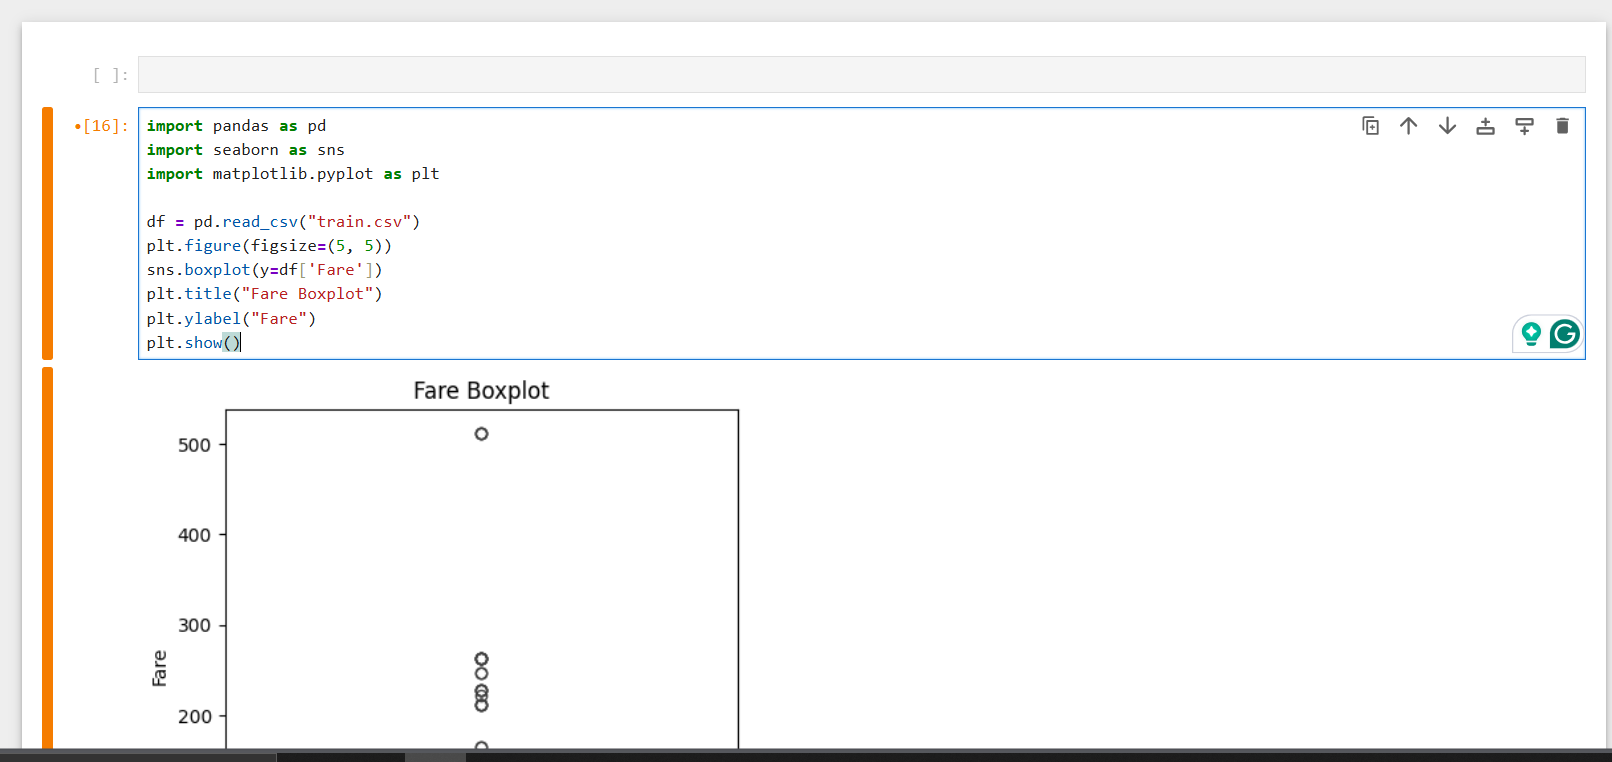 [ ]:
•[16]:
import pandas as pd
import seaborn as sns
import matplotlib.pyplot as plt
df = pd.read_csv("train.csv")
plt.figure(figsize=(5, 5))
sns.boxplot(y=df['Fare'])
plt.title("Fare Boxplot")
plt.ylabel("Fare")
plt.show()
Fare Boxplot
500
400
300
Fare
200